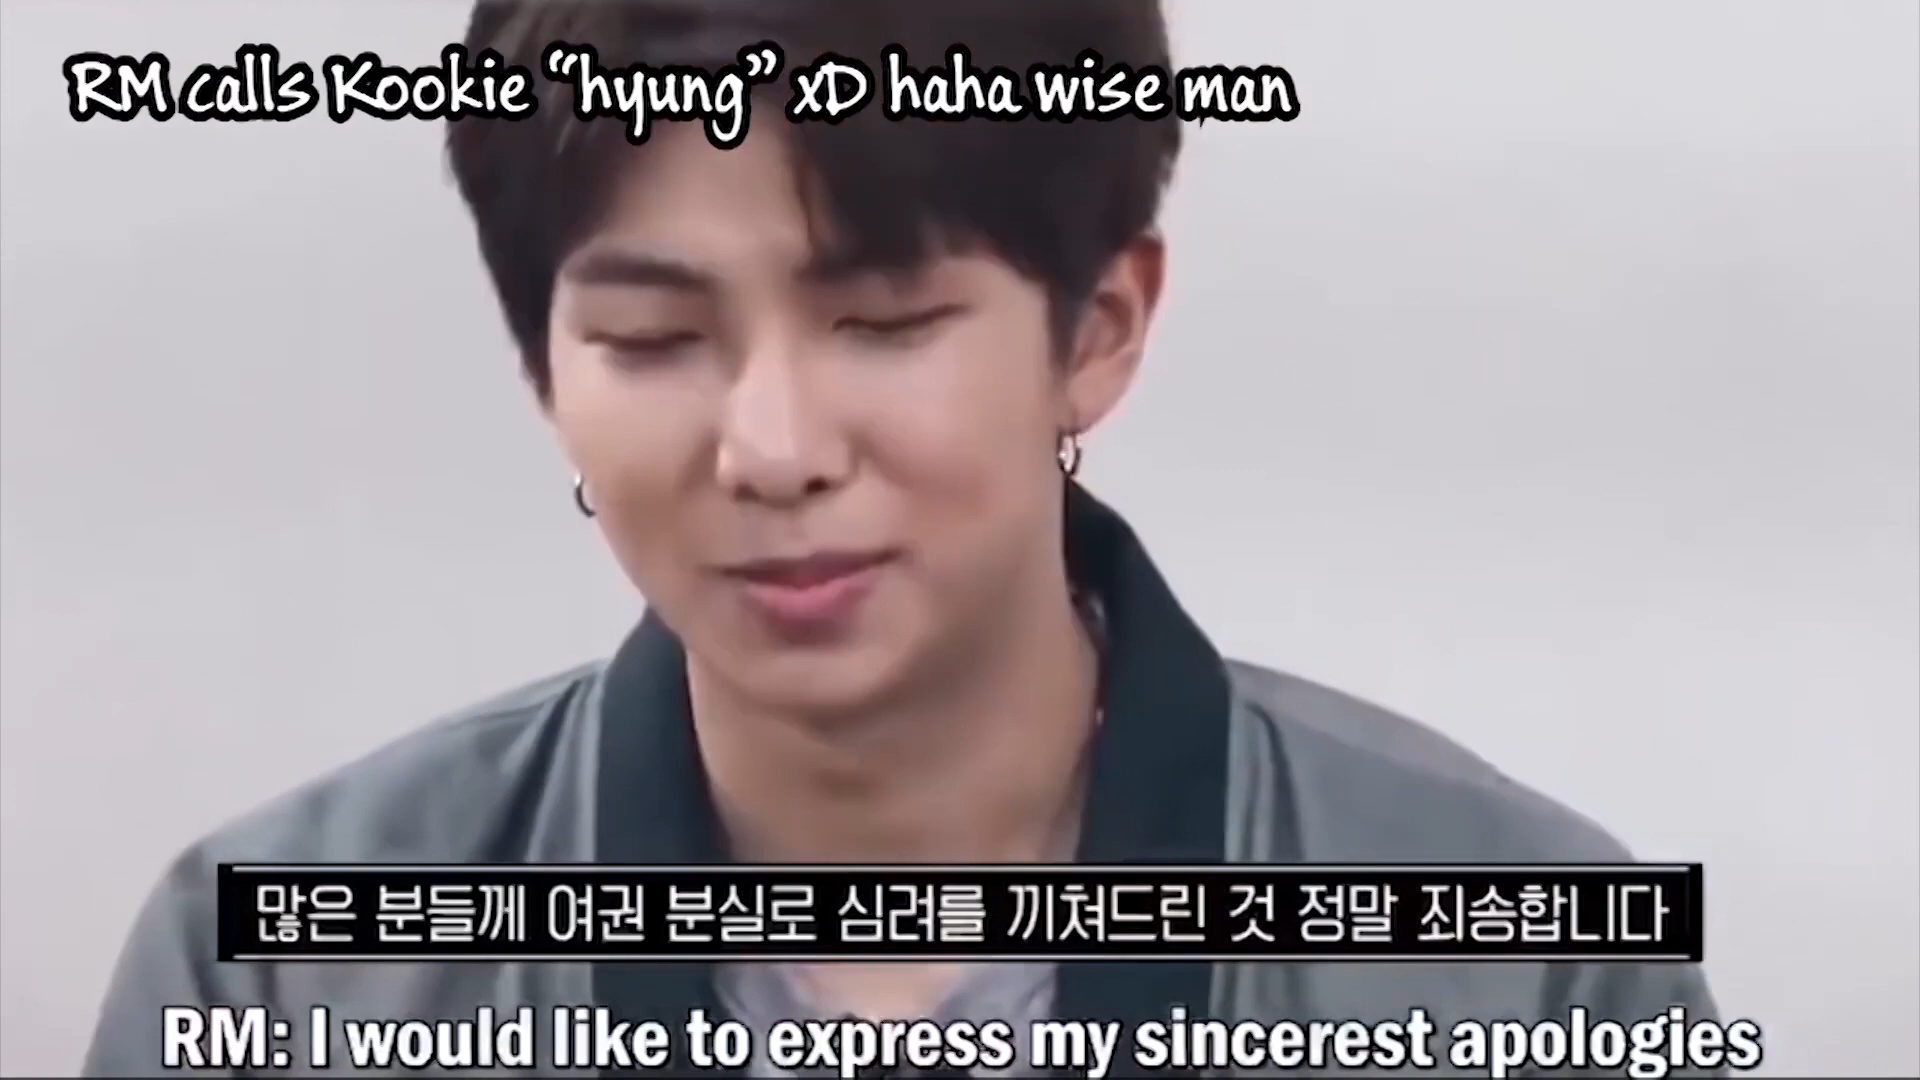 RM calls Kookie “hyung” xD haha wise man
많은 분들께 여권 분실로 심려를 끼쳐드린 것 정말 죄송합니다
RM: I would like to express my sincerest apologies